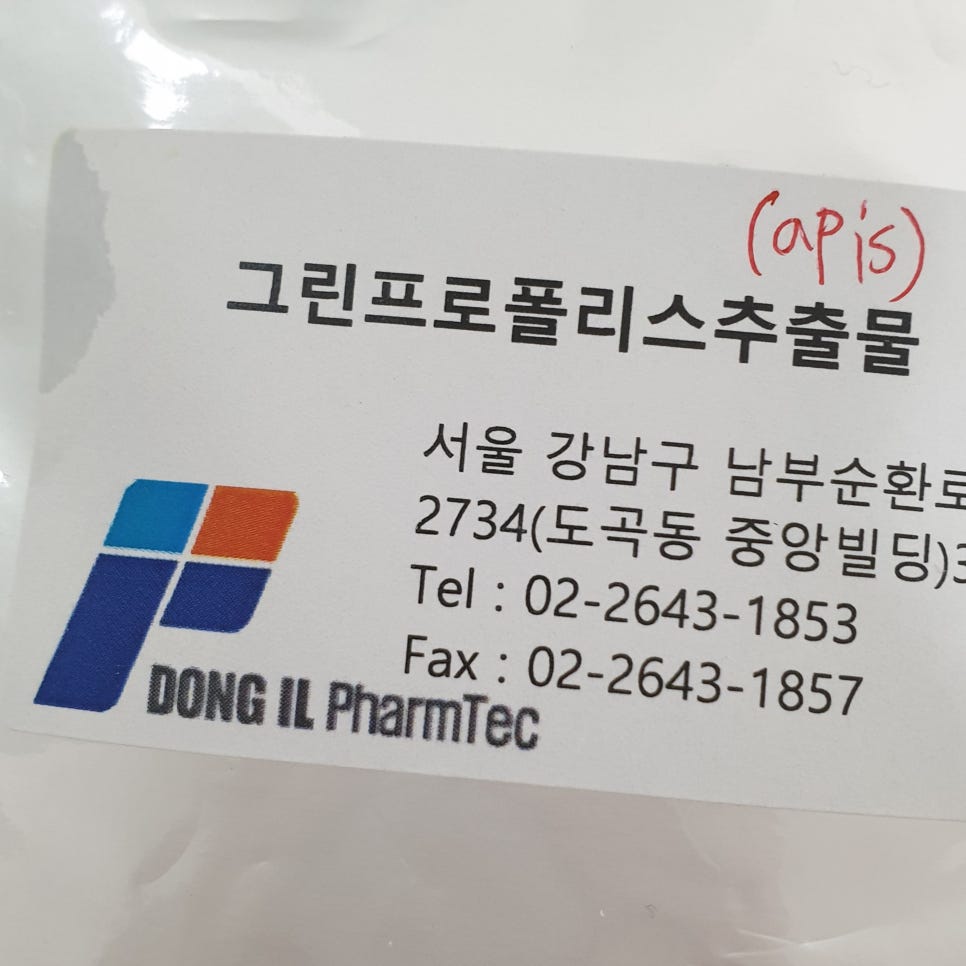 (apis)
그린프로폴리스추출물
서울 강남구 남부순환로
2734(도곡동 중앙빌딩)3
Tel : 02-2643-1853
Fax : 02-2643-1857
DONG IL PharmTec